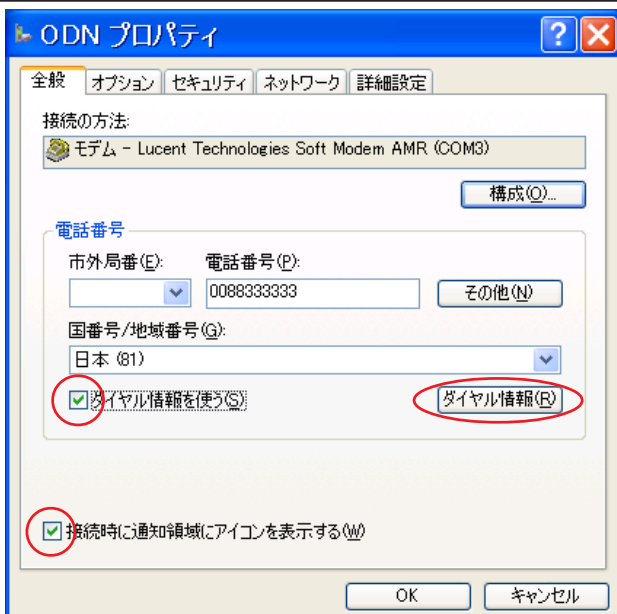 ODN プロパティ
全般 オプション セキュリティ ネットワーク 詳細設定
接続の方法:
モデム - Lucent Technologies Soft Modem AMR (COM3)
構成(O)...
電話番号
市外局番(E): 電話番号(P):
0088333333 その他(N)
国番号/地域番号(G):
日本 (81)
ダイヤル情報を使う(S) ダイヤル情報(R)
接続時に通知領域にアイコンを表示する(W)
OK キャンセル